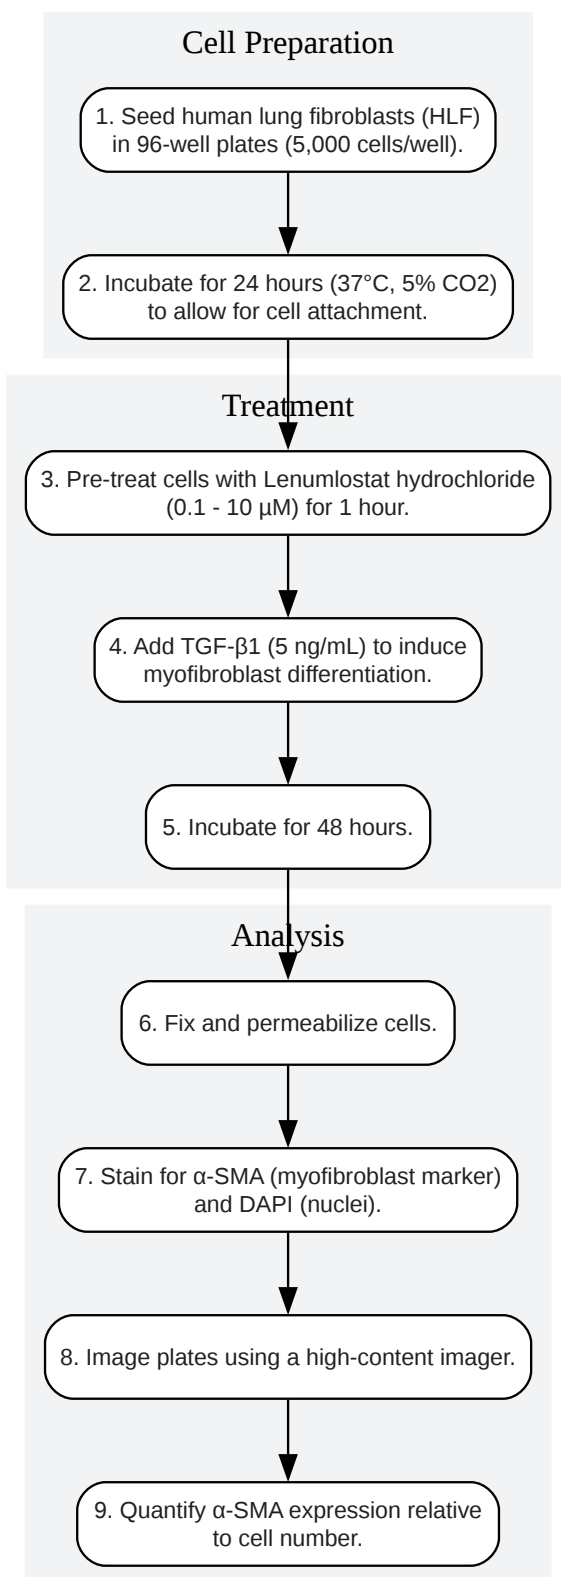 Cell Preparation
1. Seed human lung fibroblasts (HLF)
in 96-well plates (5,000 cells/well).
2. Incubate for 24 hours (37°C, 5% CO2)
to allow for cell attachment.
Treatment
3. Pre-treat cells with Lenumlostat hydrochloride
(0.1 - 10 µM) for 1 hour.
4. Add TGF-β1 (5 ng/mL) to induce
myofibroblast differentiation.
5. Incubate for 48 hours.
Analysis
6. Fix and permeabilize cells.
7. Stain for α-SMA (myofibroblast marker)
and DAPI (nuclei).
8. Image plates using a high-content imager.
9. Quantify α-SMA expression relative
to cell number.